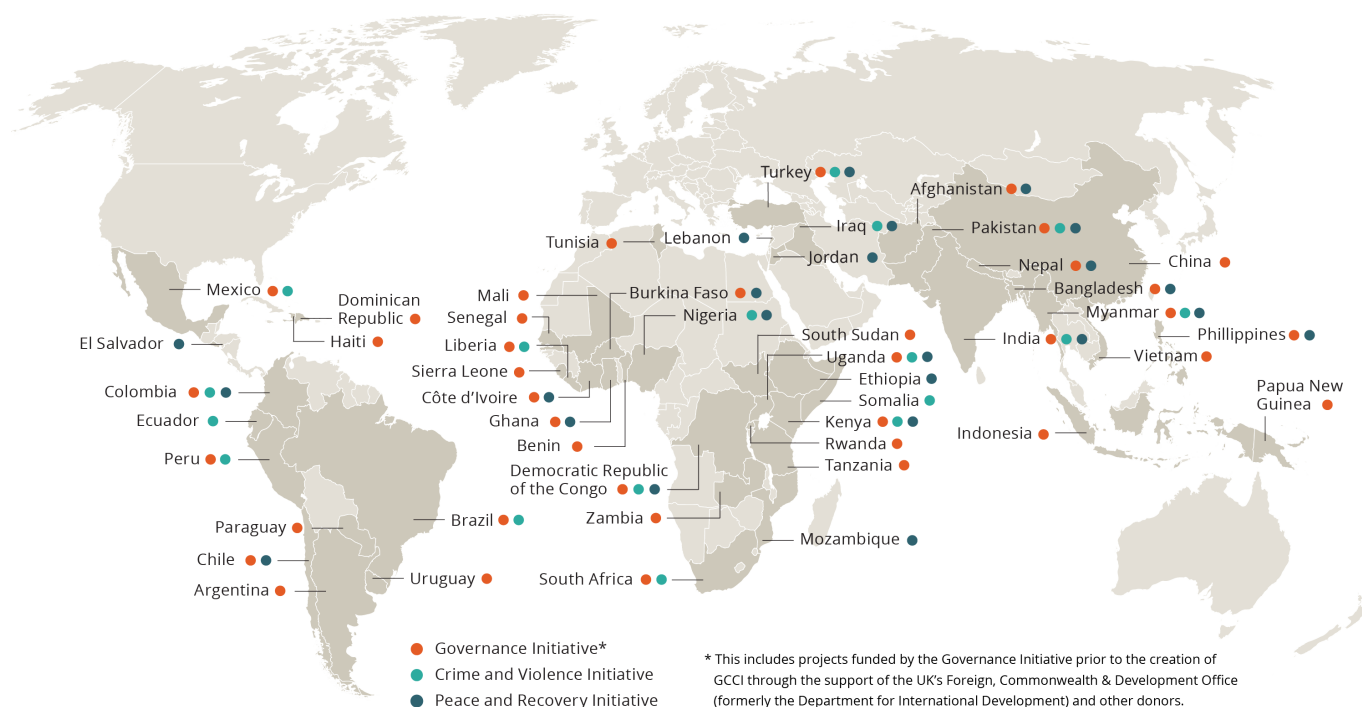 Turkey
Afghanistan
Iraq
Pakistan
Tunisia
Lebanon
Jordan
Nepal
China
Mexico
Mali
Burkina Faso
Bangladesh
Dominican
Republic
Senegal
Nigeria
Myanmar
El Salvador
Haiti
Liberia
South Sudan
India
Phillippines
Uganda
Vietnam
Sierra Leone
Ethiopia
Colombia
Côte d’Ivoire
Somalia
Papua New
Guinea
Ecuador
Ghana
Kenya
Indonesia
Benin
Rwanda
Peru
Tanzania
Democratic Republic
of the Congo
Paraguay
Brazil
Zambia
Mozambique
Chile
Uruguay
South Africa
Argentina
Governance Initiative*
Crime and Violence Initiative
Peace and Recovery Initiative
* This includes projects funded by the Governance Initiative prior to the creation of
GCCI through the support of the UK’s Foreign, Commonwealth & Development Office
(formerly the Department for International Development) and other donors.